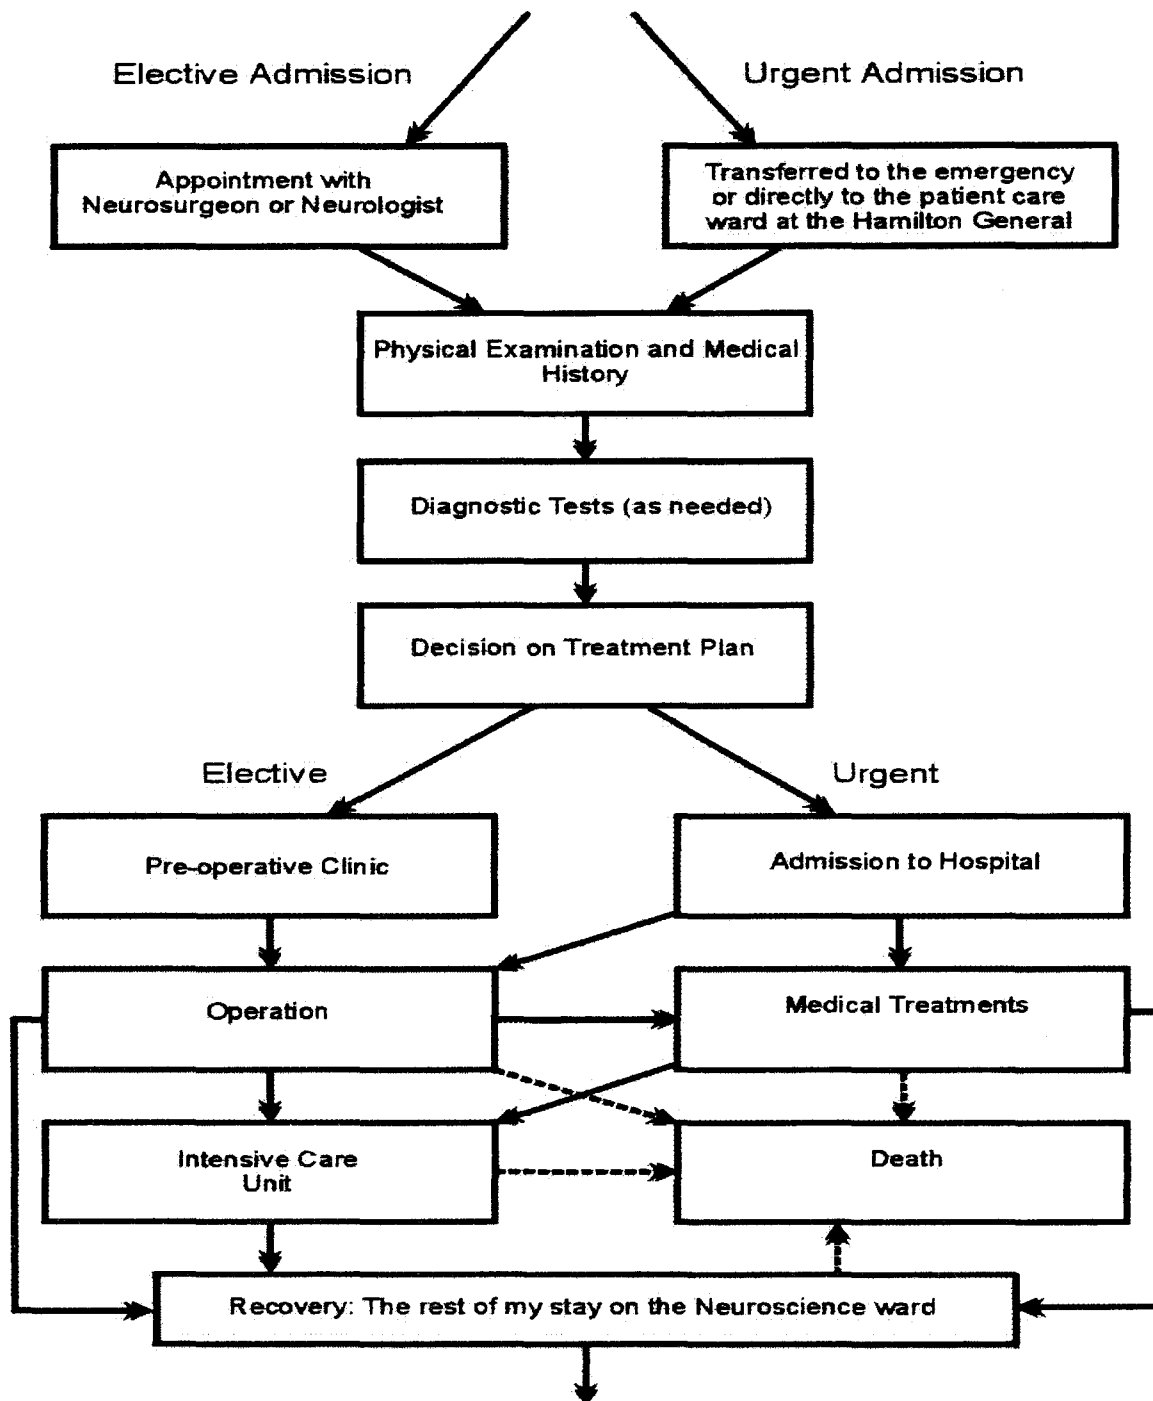 Elective Admission
Urgent Admission
Appointment with
Neurosurgeon or Neurologist
Transferred to the emergency
or directly to the patient care
ward at the Hamilton General
Physical Examination and Medical
History
Diagnostic Tests (as needed)
Decision on Treatment Plan
Elective
Urgent
Pre-operative Clinic
Admission to Hospital
Operation
Medical Treatments
Intensive Care
Unit
Death
Recovery: The rest of my stay on the Neuroscience ward